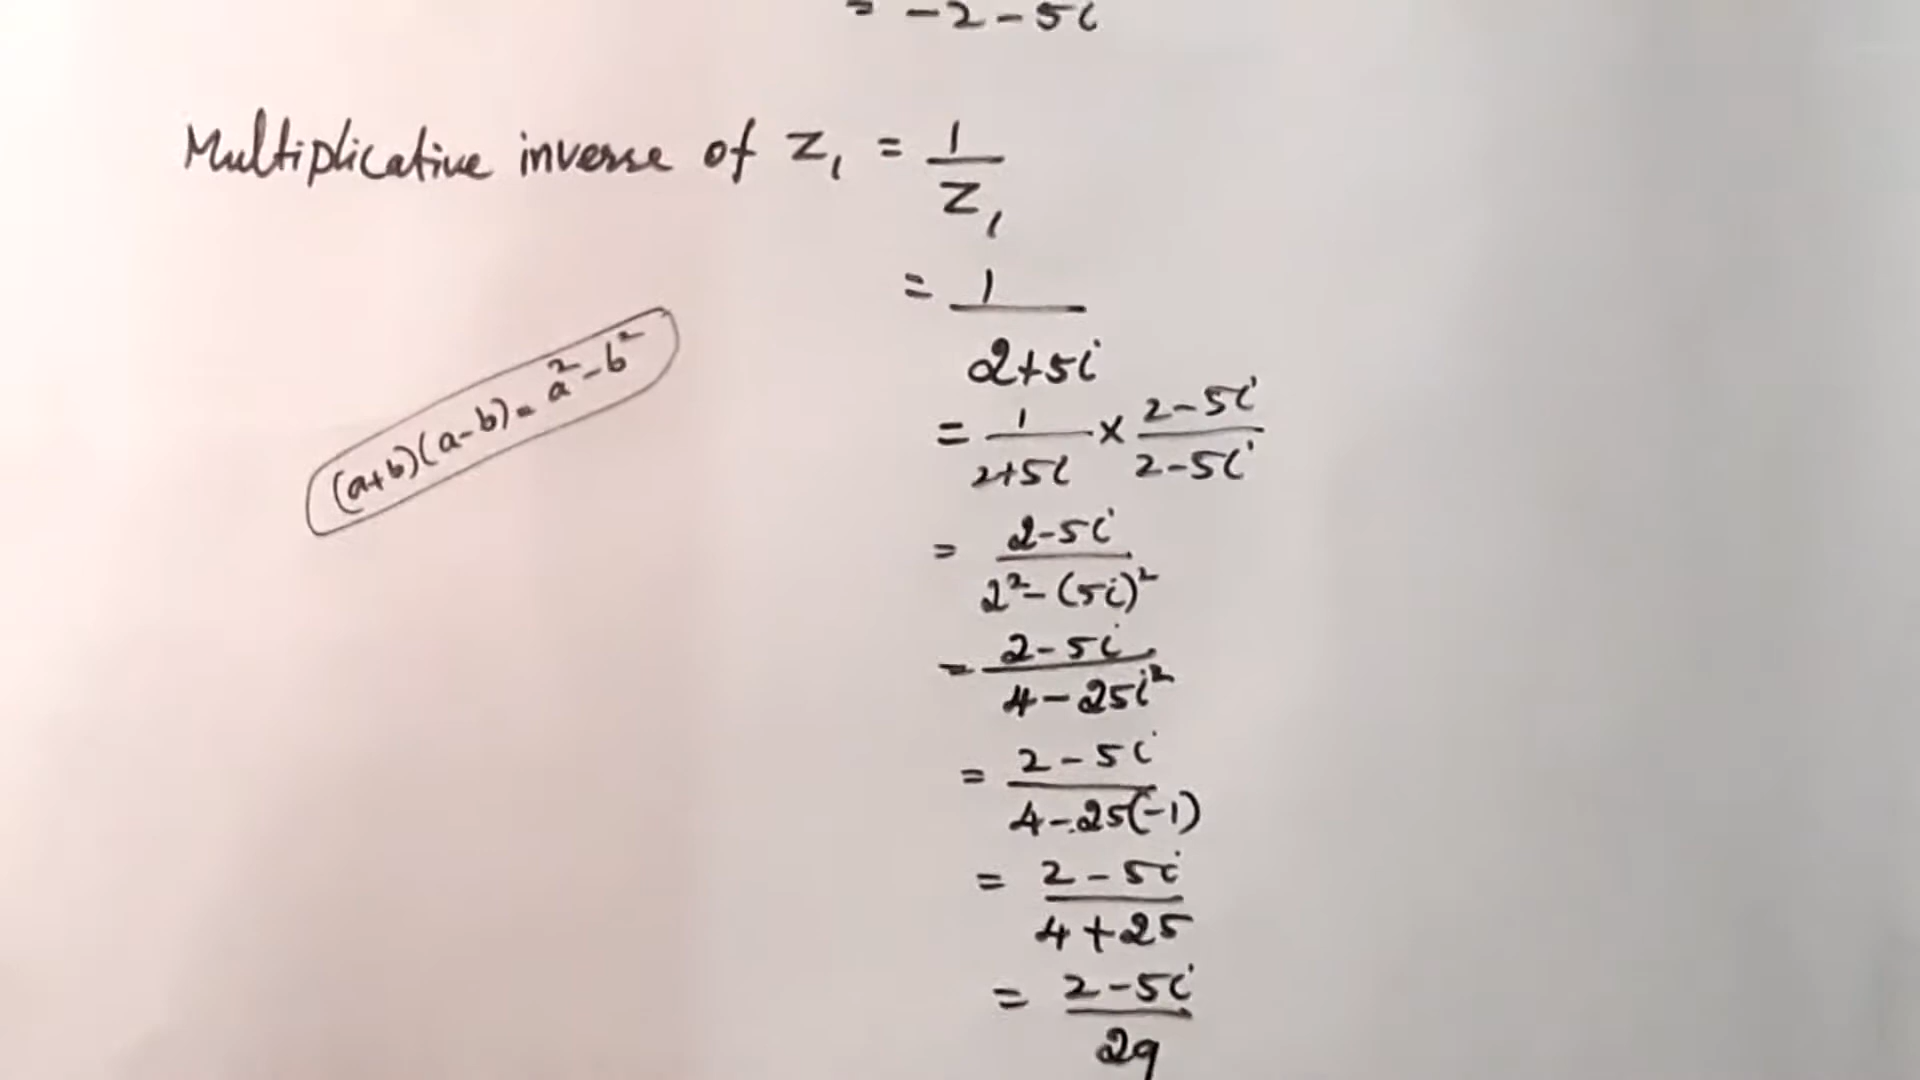 = -2-5i
Multiplicative inverse of Z₁ = 1/Z₁
= 1/(2+5i)
(a+b)(a-b) = a²-b²
= 1/(2+5i) × (2-5i)/(2-5i)
= (2-5i)/(2²-(5i)²)
= (2-5i)/(4-25i²)
= (2-5i)/(4-25(-1))
= (2-5i)/(4+25)
= (2-5i)/29